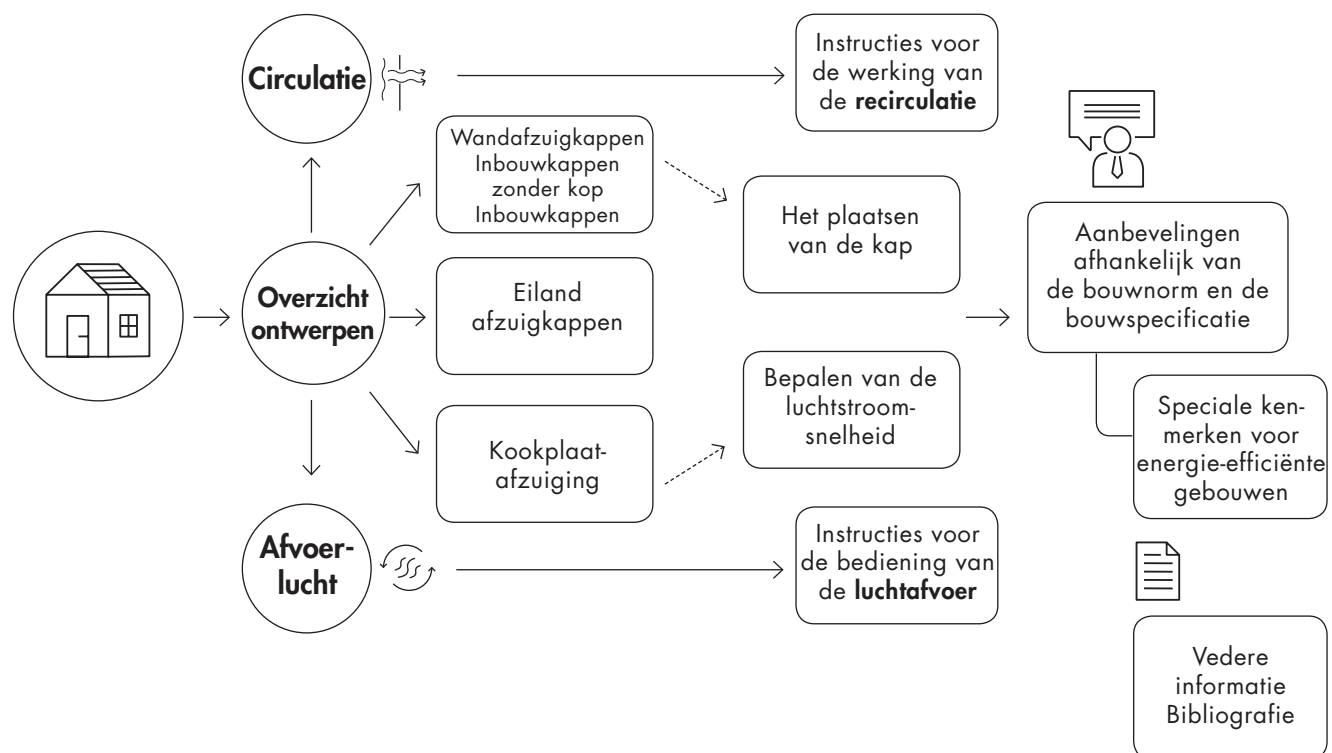 Circulatie
Instructies voor
de werking van
de recirculatie
Wandafzuigkappen
Inbouwkappen
zonder kop
Inbouwkappen
Het plaatsen
van de kap
Aanbevelingen
afhankelijk van
de bouwnorm en de
bouwspecificatie
Overzicht
ontwerpen
Eiland
afzuigkappen
Bepalen van de
luchtstroom-
snelheid
Speciale ken-
merken voor
energie-efficiënte
gebouwen
Kookplaat-
afzuiging
Afvoer-
lucht
Instructies voor
de bediening van
de luchtafvoer
Vedere
informatie
Bibliografie